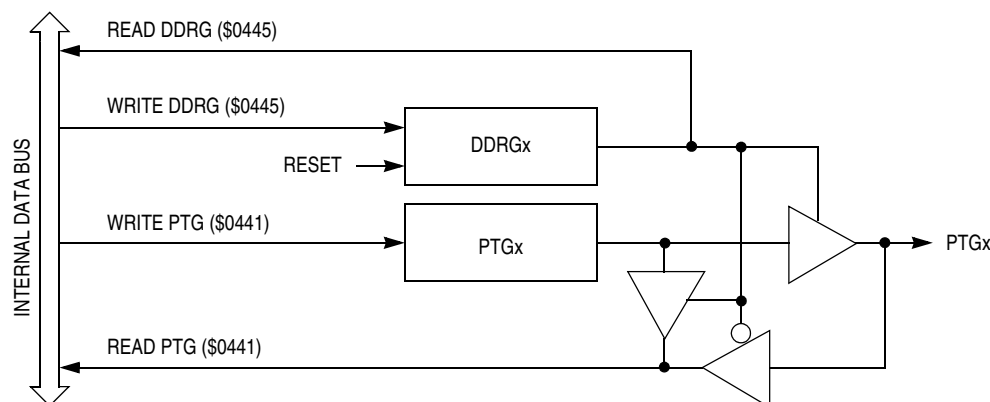 READ DDRG ($0445)
WRITE DDRG ($0445)
DDRGx
RESET
INTERNAL DATA BUS
WRITE PTG ($0441)
PTGx
PTGx
READ PTG ($0441)